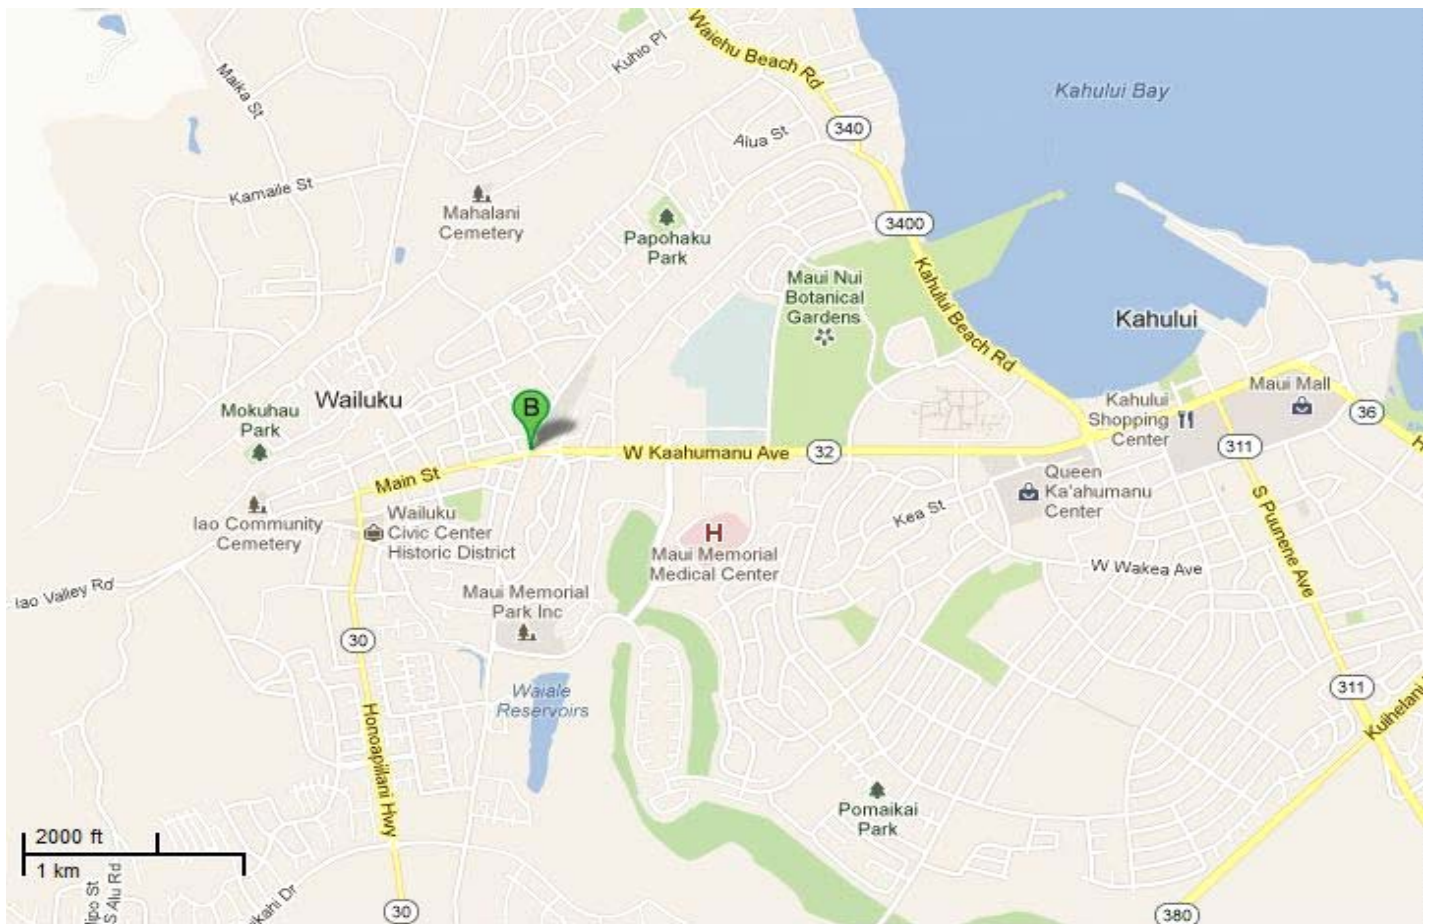 Waiehu Beach Rd
Kuhio Pl
Maika St
Kahului Bay
340
Aiua St
Kamaile St
Mahalani
Cemetery
3400
Papohaku
Park
Maui Nui
Botanical
Gardens
Kahului Beach Rd
Kahului
Maui Mall
Wailuku
B
Mokuhau
Park
Kahului
Shopping
Center
36
311
W Kaahumanu Ave
32
Main St
Queen
Ka'ahumanu
Center
S Puunene Ave
Kea St
Iao Community
Cemetery
Wailuku
Civic Center
Historic District
H
Maui Memorial
Medical Center
W Wakea Ave
Iao Valley Rd
Maui Memorial
Park Inc
30
Waiale
Reservoirs
311
Kuihelani
Honoapiilani Hwy
Pomaikai
Park
2000 ft
1 km
S Alu Rd
30
380